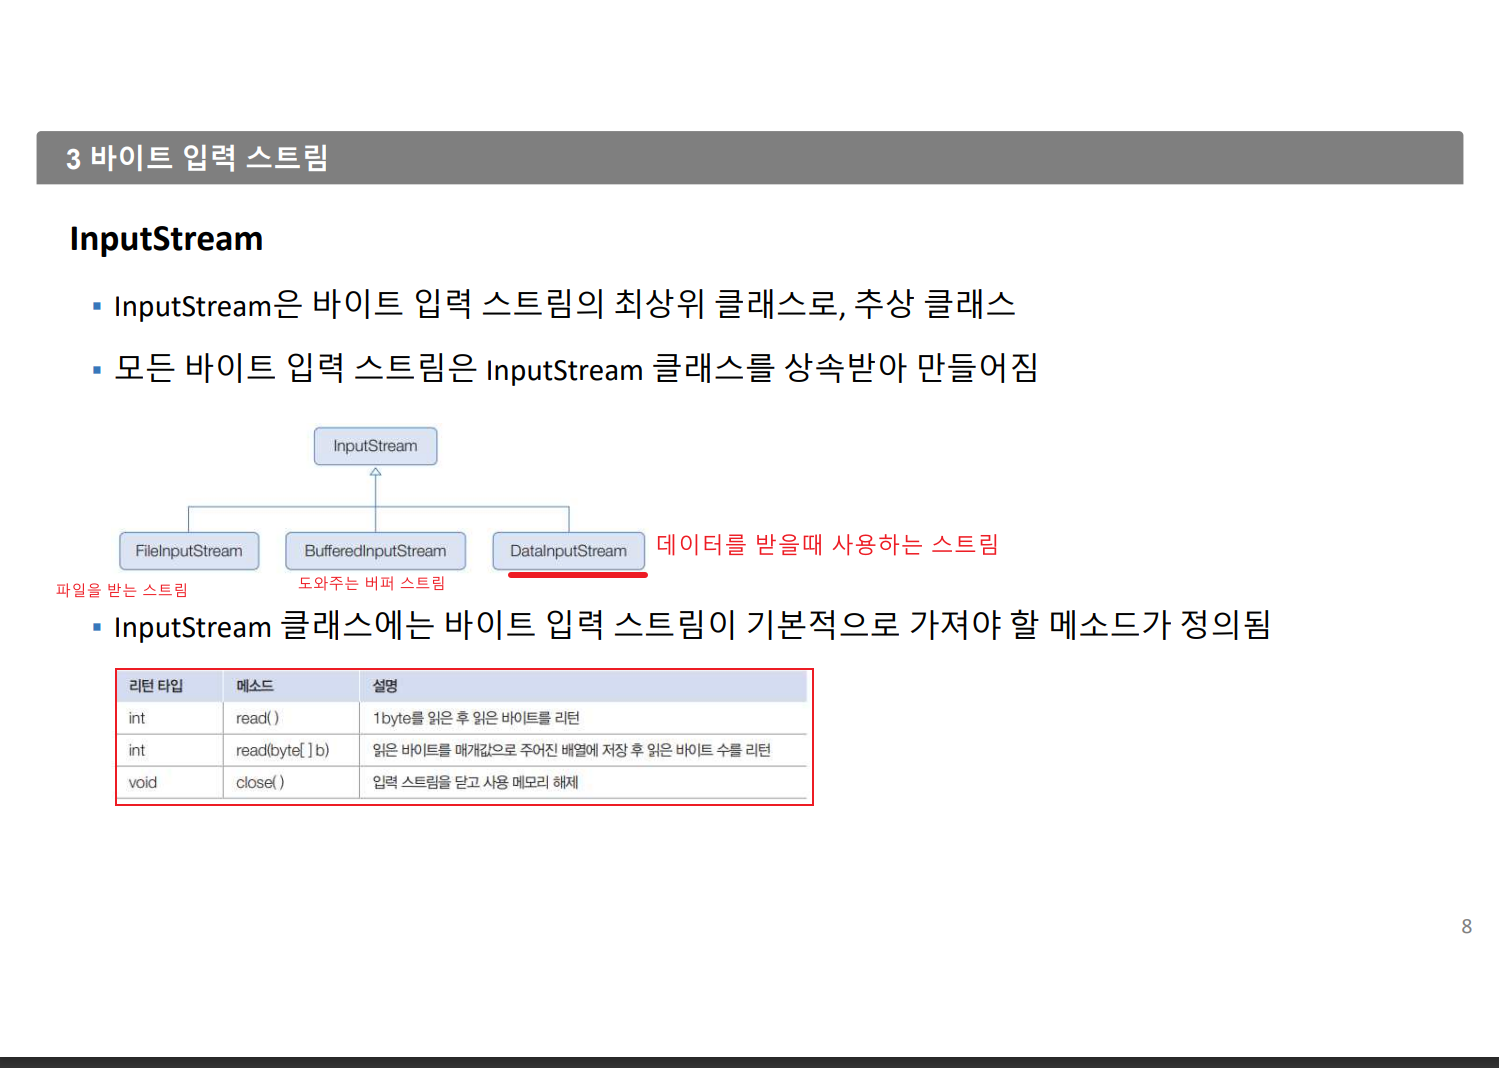 3 바이트 입력 스트림
InputStream
▪ InputStream은 바이트 입력 스트림의 최상위 클래스로, 추상 클래스
▪ 모든 바이트 입력 스트림은 InputStream 클래스를 상속받아 만들어짐
InputStream
FileInputStream BufferedInputStream DataInputStream 데이터를 받을때 사용하는 스트림
파일을 받는 스트림 도와주는 버퍼 스트림
▪ InputStream 클래스에는 바이트 입력 스트림이 기본적으로 가져야 할 메소드가 정의됨
리턴 타입 메소드 설명
int read( ) 1byte를 읽은 후 읽은 바이트를 리턴
int read(byte[ ] b) 읽은 바이트를 매개값으로 주어진 배열에 저장 후 읽은 바이트 수를 리턴
void close( ) 입력 스트림을 닫고 사용 메모리 해제
8